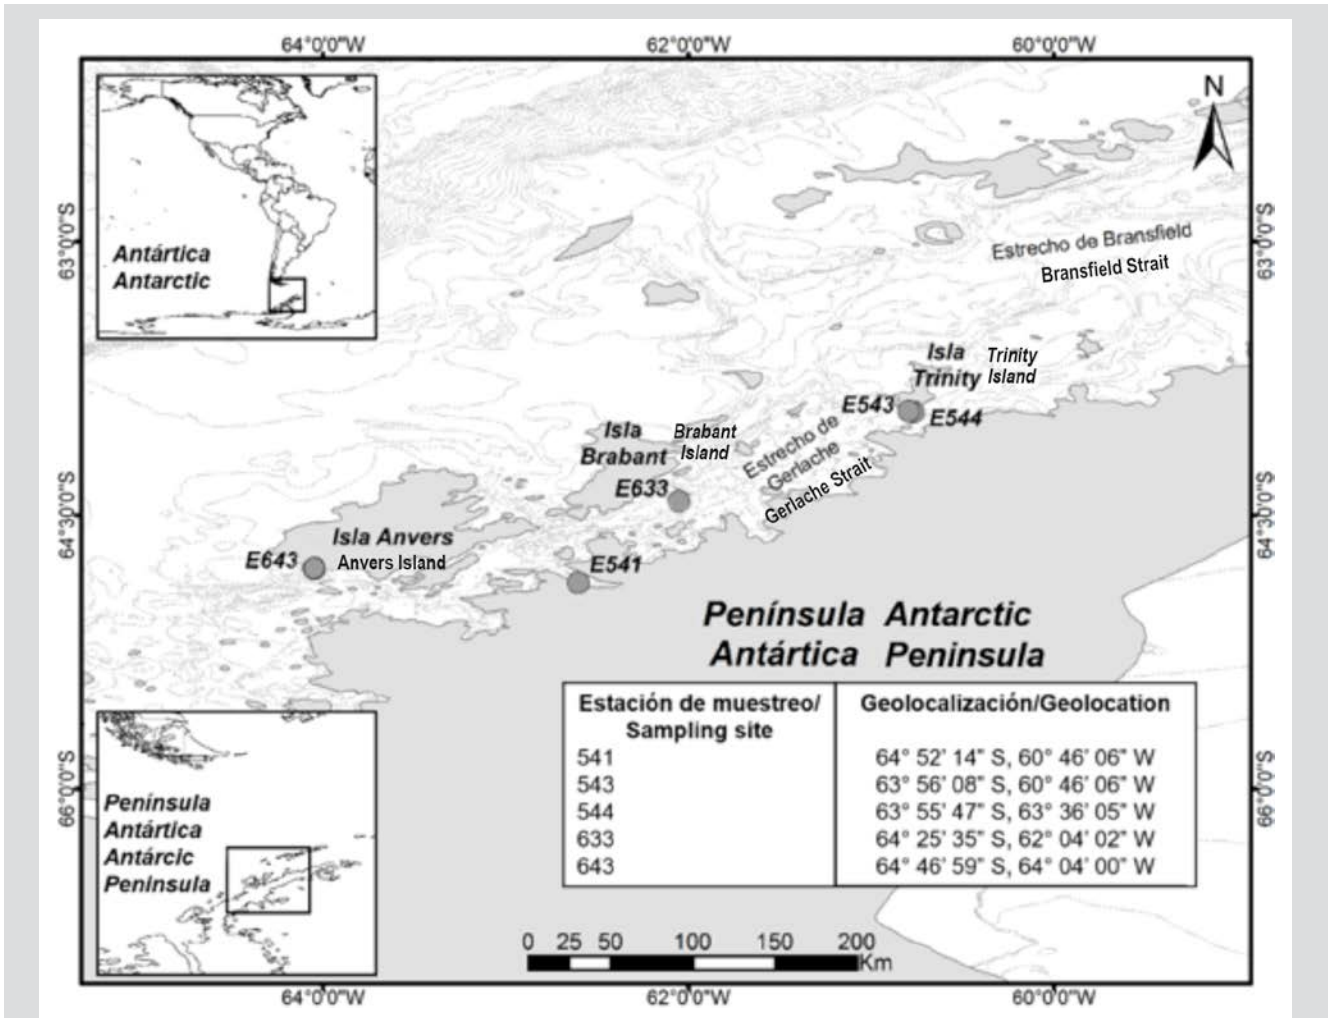 64°0'0"W 62°0'0"W 60°0'0"W
N
63°0'0"S
63°0'0"S
Antártica
Antarctic
Estrecho de Bransfield
Bransfield Strait
Isla
Trinity
Trinity
Island
E543
E544
Isla
Brabant
Brabant
Island
Estrecho de
Gerlache
Gerlache Strait
E633
64°30'0"S
64°30'0"S
Isla Anvers
Anvers Island
E643
E541
Península Antarctic
Antártica Peninsula
Estación de muestreo/
Sampling site
Geolocalización/Geolocation
541 64° 52' 14" S, 60° 46' 06" W
543 63° 56' 08" S, 60° 46' 06" W
544 63° 55' 47" S, 63° 36' 05" W
633 64° 25' 35" S, 62° 04' 02" W
643 64° 46' 59" S, 64° 04' 00" W
66°0'0"S
66°0'0"S
Península
Antártica
Antárcic
Peninsula
0 25 50 100 150 200
Km
64°0'0"W 62°0'0"W 60°0'0"W